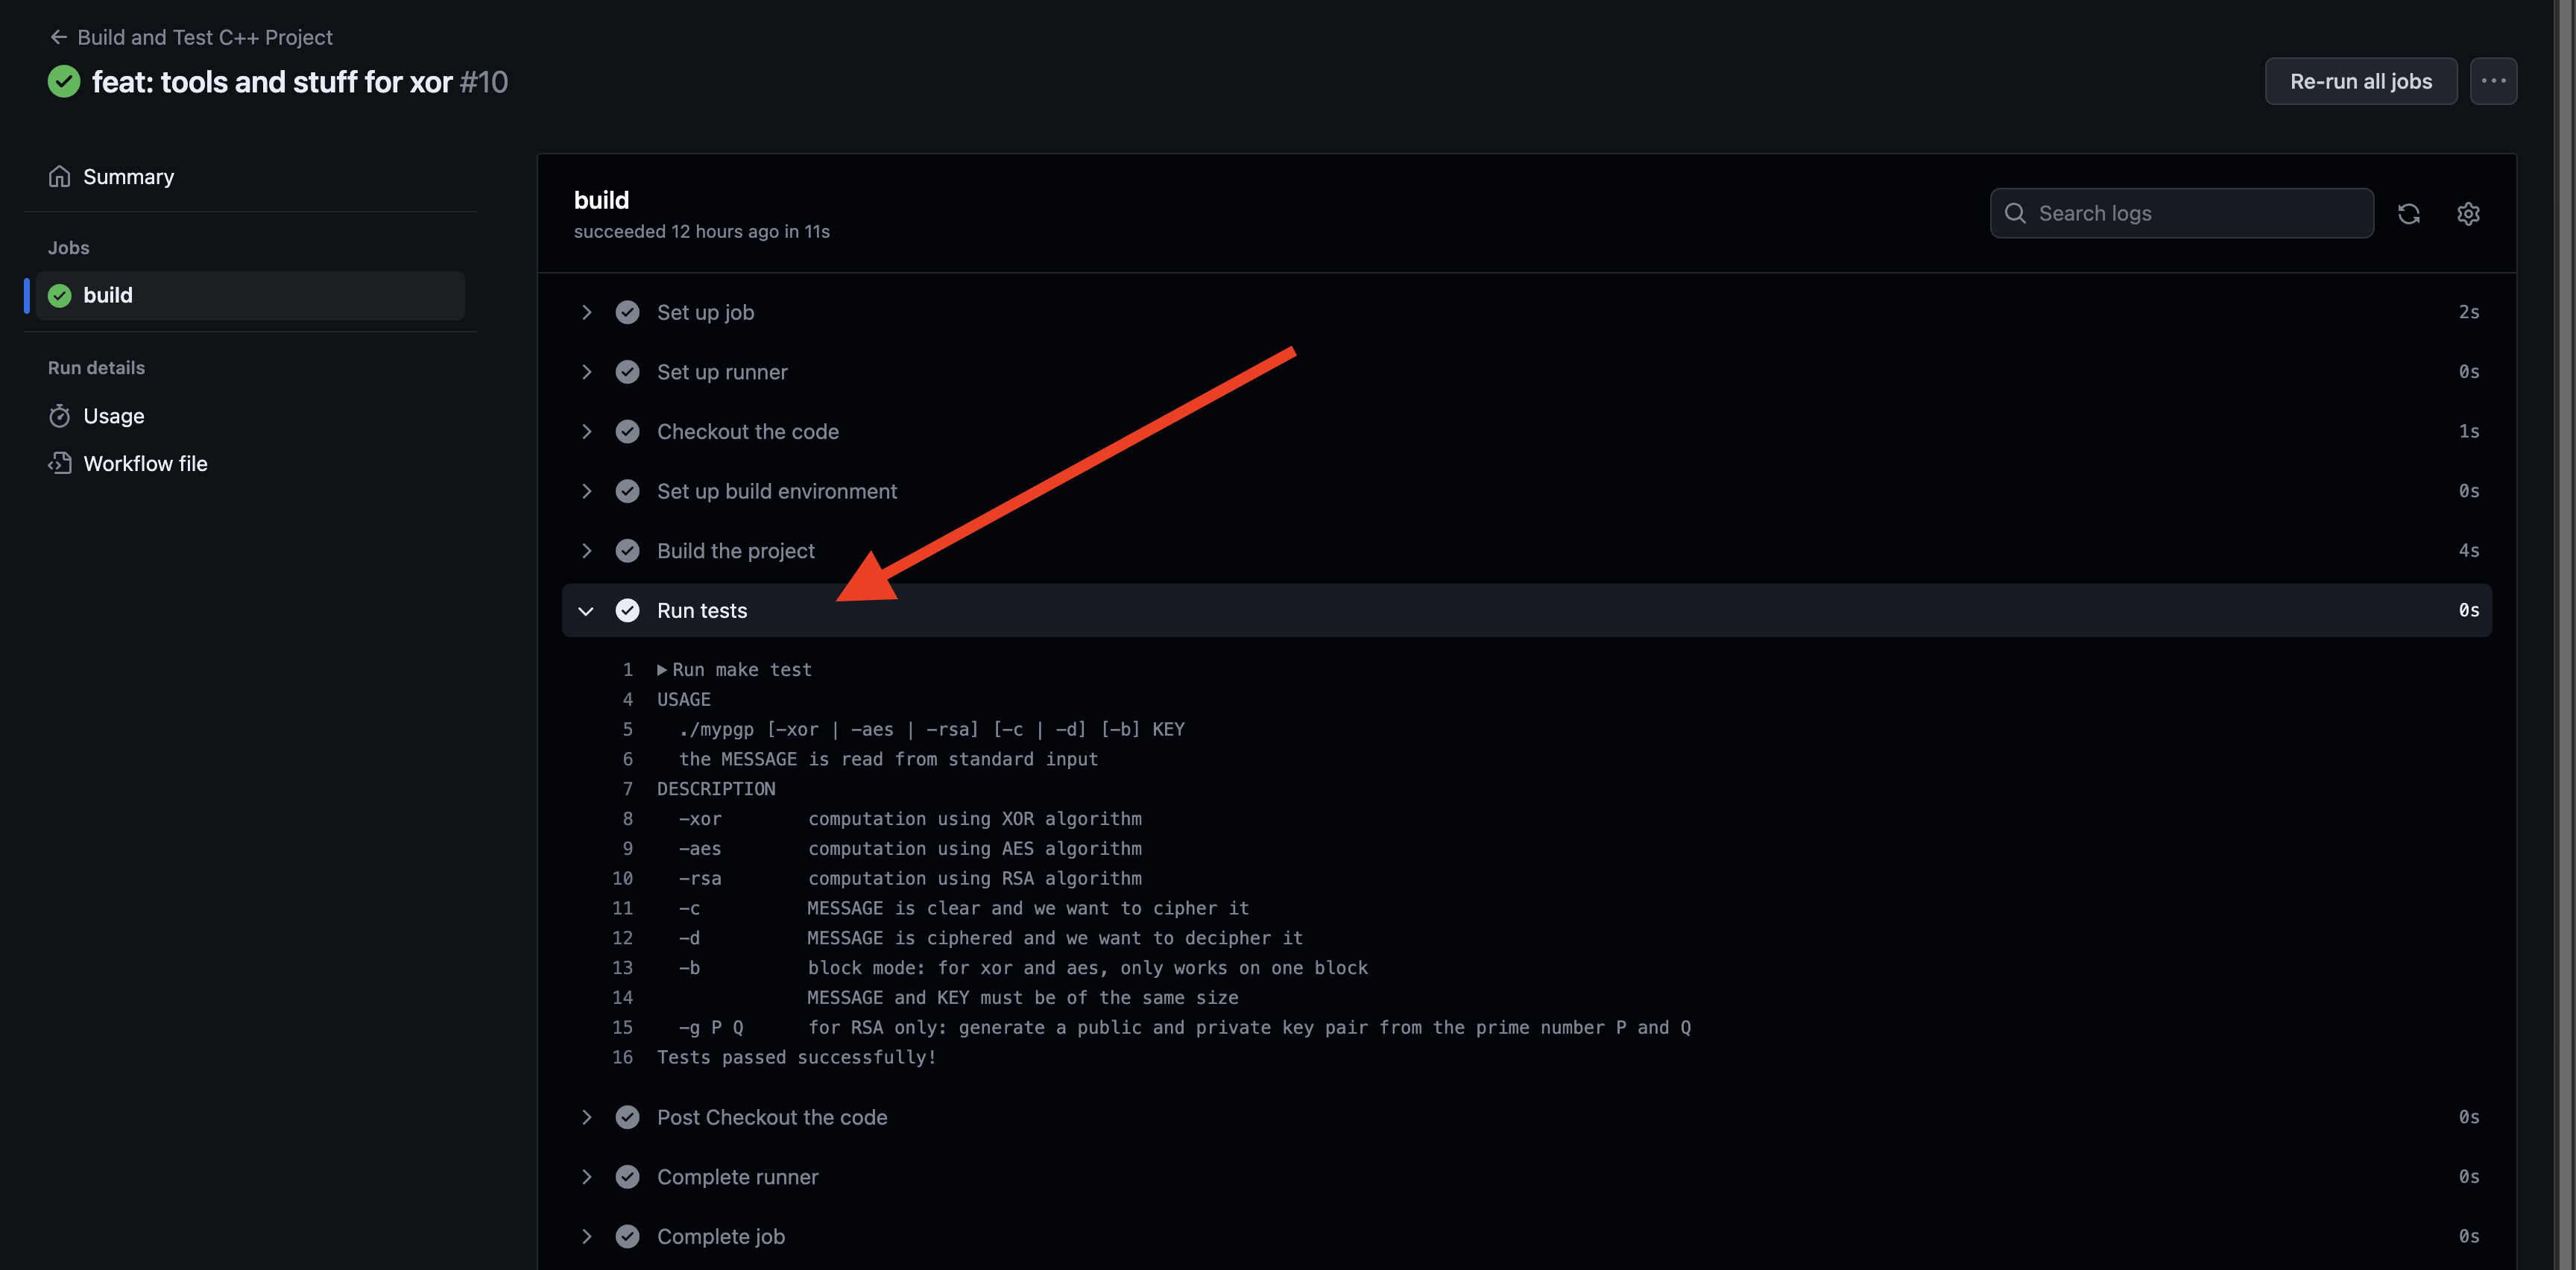 Build and Test C++ Project
feat: tools and stuff for xor #10
Re-run all jobs
Summary
Jobs
build
Run details
Usage
Workflow file
build
succeeded 12 hours ago in 11s
Search logs
Set up job 2s
Set up runner 0s
Checkout the code 1s
Set up build environment 0s
Build the project 4s
Run tests 0s
1 Run make test
4 USAGE
5 ./mypgp [-xor | -aes | -rsa] [-c | -d] [-b] KEY
6 the MESSAGE is read from standard input
7 DESCRIPTION
8 -xor computation using XOR algorithm
9 -aes computation using AES algorithm
10 -rsa computation using RSA algorithm
11 -c MESSAGE is clear and we want to cipher it
12 -d MESSAGE is ciphered and we want to decipher it
13 -b block mode: for xor and aes, only works on one block
14 MESSAGE and KEY must be of the same size
15 -g P Q for RSA only: generate a public and private key pair from the prime number P and Q
16 Tests passed successfully!
Post Checkout the code 0s
Complete runner 0s
Complete job 0s